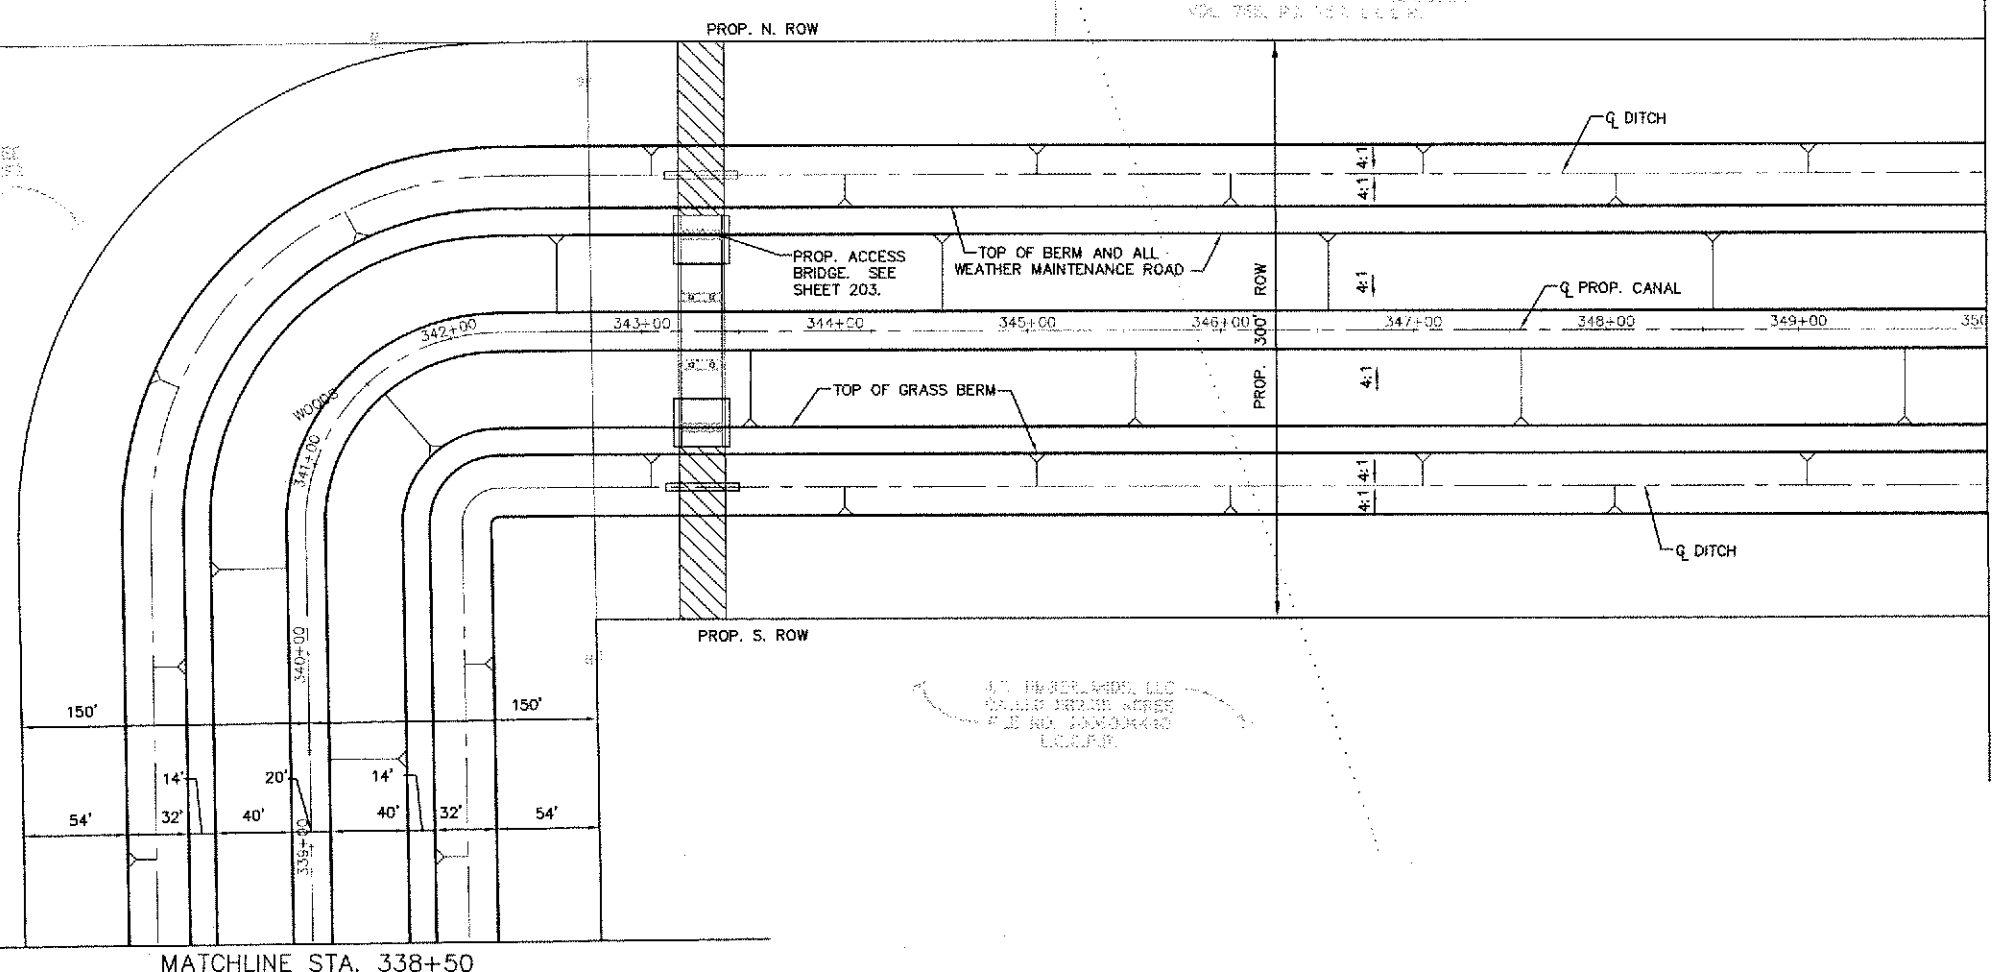 PROP. N. ROW
℄ DITCH
4:1
4:1
PROP. ACCESS
BRIDGE. SEE
SHEET 203.
TOP OF BERM AND ALL
WEATHER MAINTENANCE ROAD
4:1
℄ PROP. CANAL
PROP. 300' ROW
342+00
343+00
344+00
345+00
346+00
347+00
348+00
349+00
350
4:1
TOP OF GRASS BERM
WOODS
341+00
4:1
4:1
℄ DITCH
PROP. S. ROW
340+00
150'
150'
14'
20'
14'
54'
32'
40'
40'
32'
54'
339+00
MATCHLINE STA. 338+50